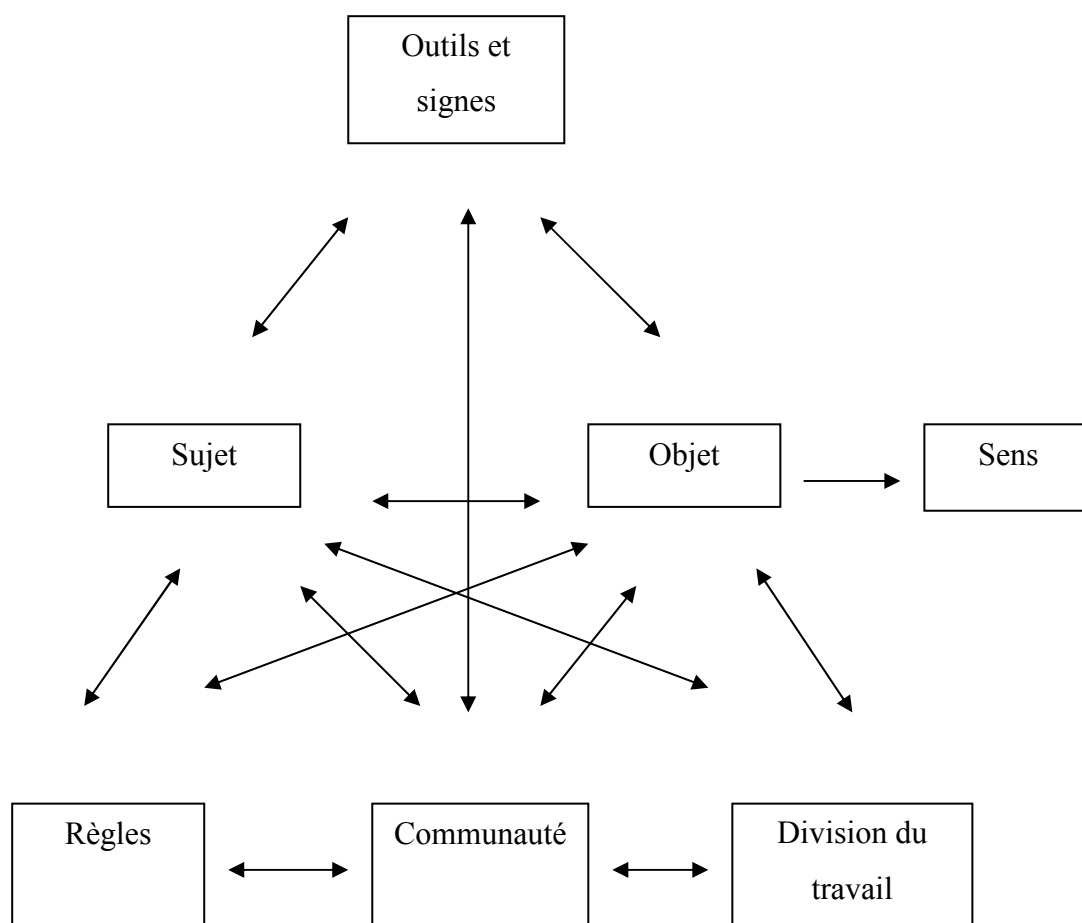 Outils et
signes
Sujet
Objet
Sens
Règles
Communauté
Division du
travail